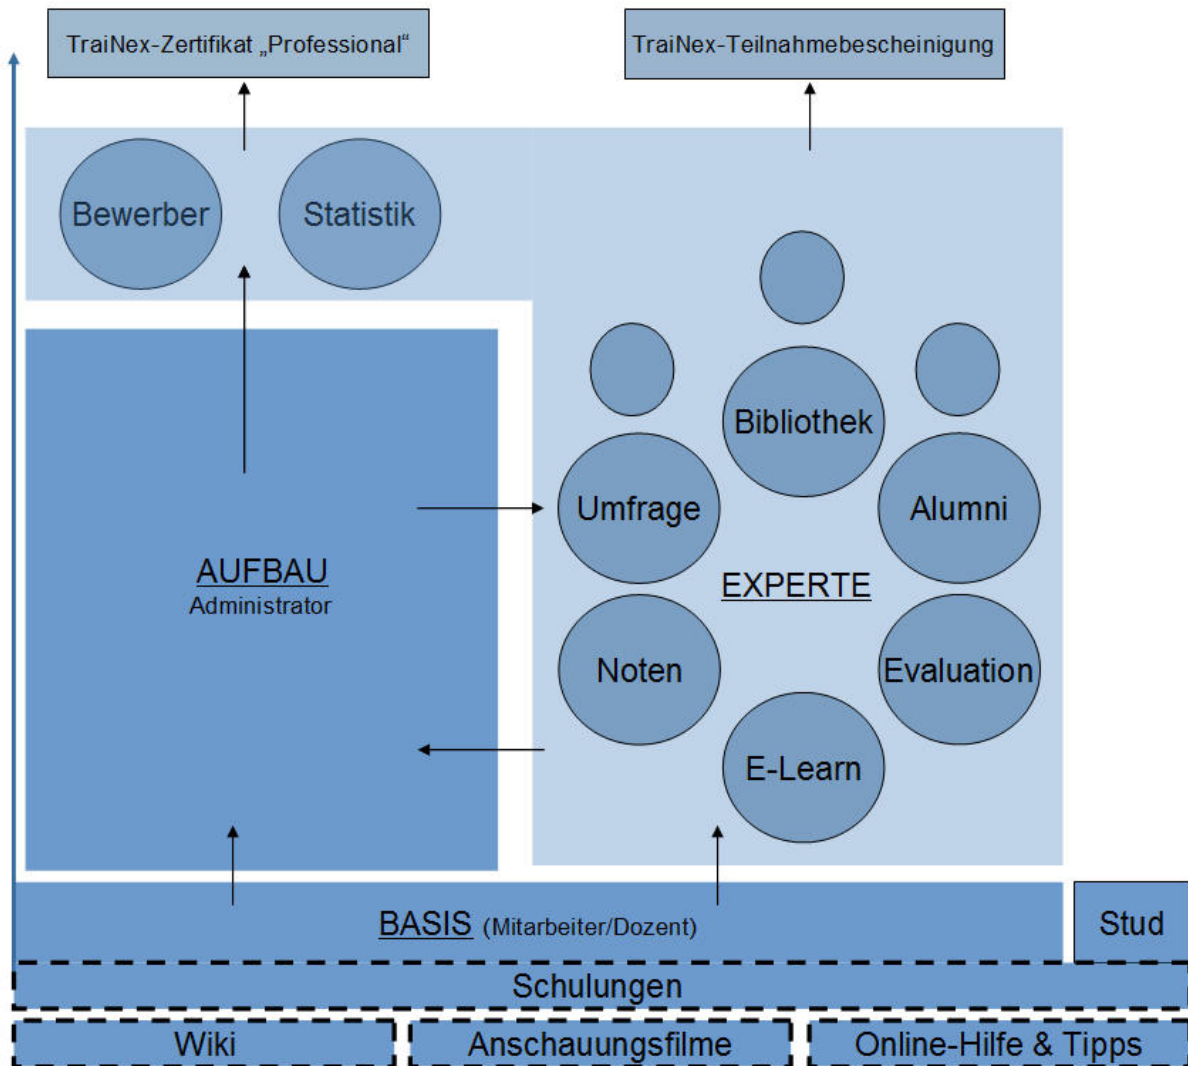 TraiNex-Zertifikat „Professional“
TraiNex-Teilnahmebescheinigung
Bewerber
Statistik
Bibliothek
Umfrage
Alumni
AUFBAU
Administrator
EXPERTE
Noten
Evaluation
E-Learn
BASIS (Mitarbeiter/Dozent)
Stud
Schulungen
Wiki
Anschauungsfilme
Online-Hilfe & Tipps